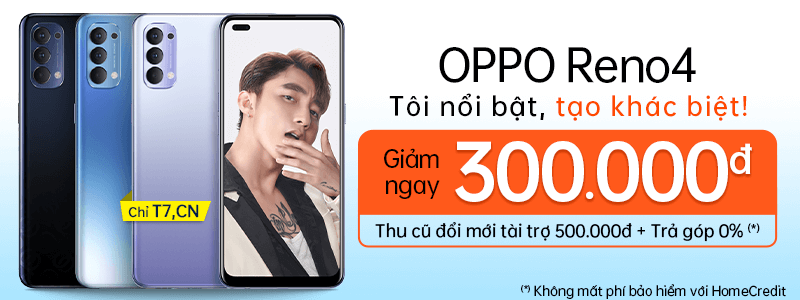 OPPO Reno4
Tôi nổi bật, tạo khác biệt!
Giảm
ngay
300.000đ
Chỉ T7,CN
Thu cũ đổi mới tài trợ 500.000đ + Trả góp 0% (*)
(*) Không mất phí bảo hiểm với HomeCredit